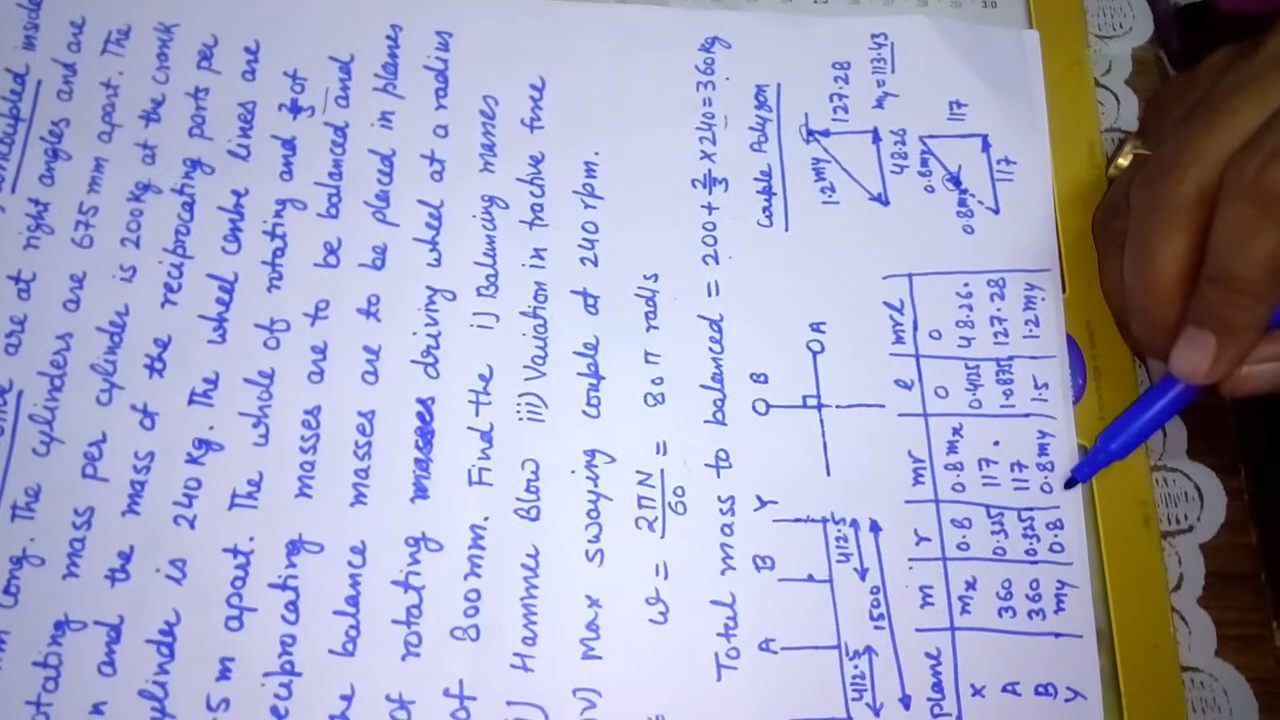 long. The cylinders are at right angles and are
rotating mass per cylinders are 675 mm apart. The
n and the mass per cylinder is 200 kg at the crank
cylinder is 240 kg. The mass of the reciprocating parts per
.5 m apart. The wheel centre lines are
The whole of rotating and 2/3 of
reciprocating masses are to be balanced and
he balance masses are to be placed in planes
of rotating masses driving wheel at a radius
of 800 mm. Find the i) Balancing masses
ii) Hammer Blow iii) Variation in tractive force
iv) Max swaying couple at 240 rpm.
ω = 2πN/60 = 80π rad/s
Total mass to balanced = 200 + 2/3 × 240 = 360 kg
A B Y
412.5 412.5
1500
B
A
Couple Polygon
1.2 my
127.28
48.26
my = 113.43
0.8 my
117
117
plane m r mr l mrl
x mx 0.8 0.8 mx 0 0
A 360 0.325 117. 0.4125 48.26.
B 360 0.325 117 1.0875 127.28
y my 0.8 0.8 my 1.5 1.2 my